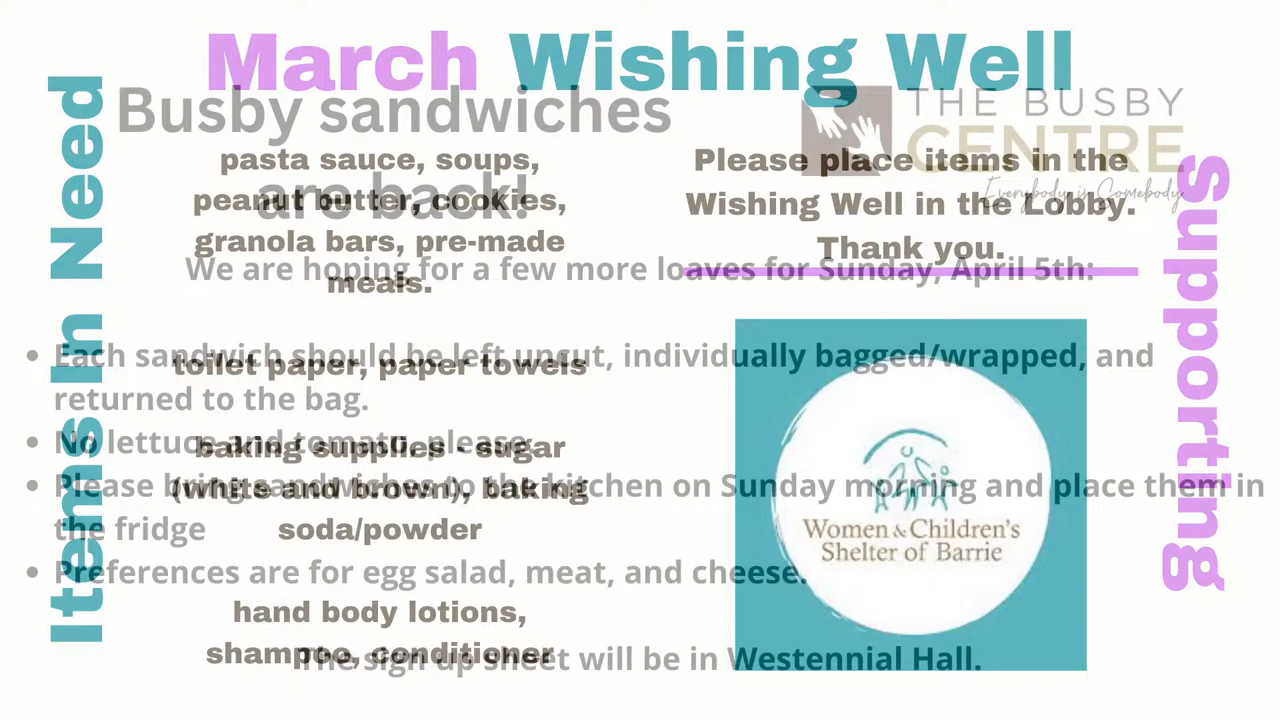 March Wishing Well
Items In Need
pasta sauce, soups,
peanut butter, cookies,
granola bars, pre-made
meals.
toilet paper, paper towels
baking supplies - sugar
(white and brown), baking
soda/powder
hand body lotions,
shampoo, conditioner
Please place items in the
Wishing Well in the Lobby.
Thank you.
Supporting
Women & Children's
Shelter of Barrie
Busby sandwiches
are back!
THE BUSBY
CENTRE
Everybody is Somebody
We are hoping for a few more loaves for Sunday, April 5th:
• Each sandwich should be left uncut, individually bagged/wrapped, and
returned to the bag.
• No lettuce and tomato, please.
• Please bring sandwiches to the kitchen on Sunday morning and place them in
the fridge
• Preferences are for egg salad, meat, and cheese.
The sign up sheet will be in Westennial Hall.